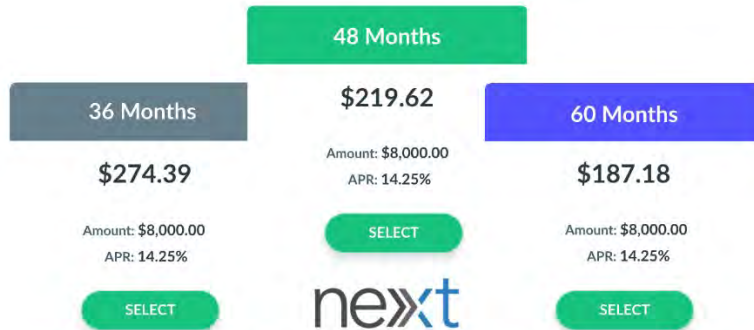 48 Months
$219.62
Amount: $8,000.00
APR: 14.25%
SELECT
36 Months
$274.39
Amount: $8,000.00
APR: 14.25%
SELECT
60 Months
$187.18
Amount: $8,000.00
APR: 14.25%
SELECT
next